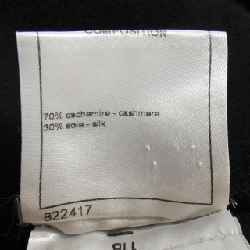 COMPOSITION
70% cachemire - cashmere
30% soie - silk
B22417